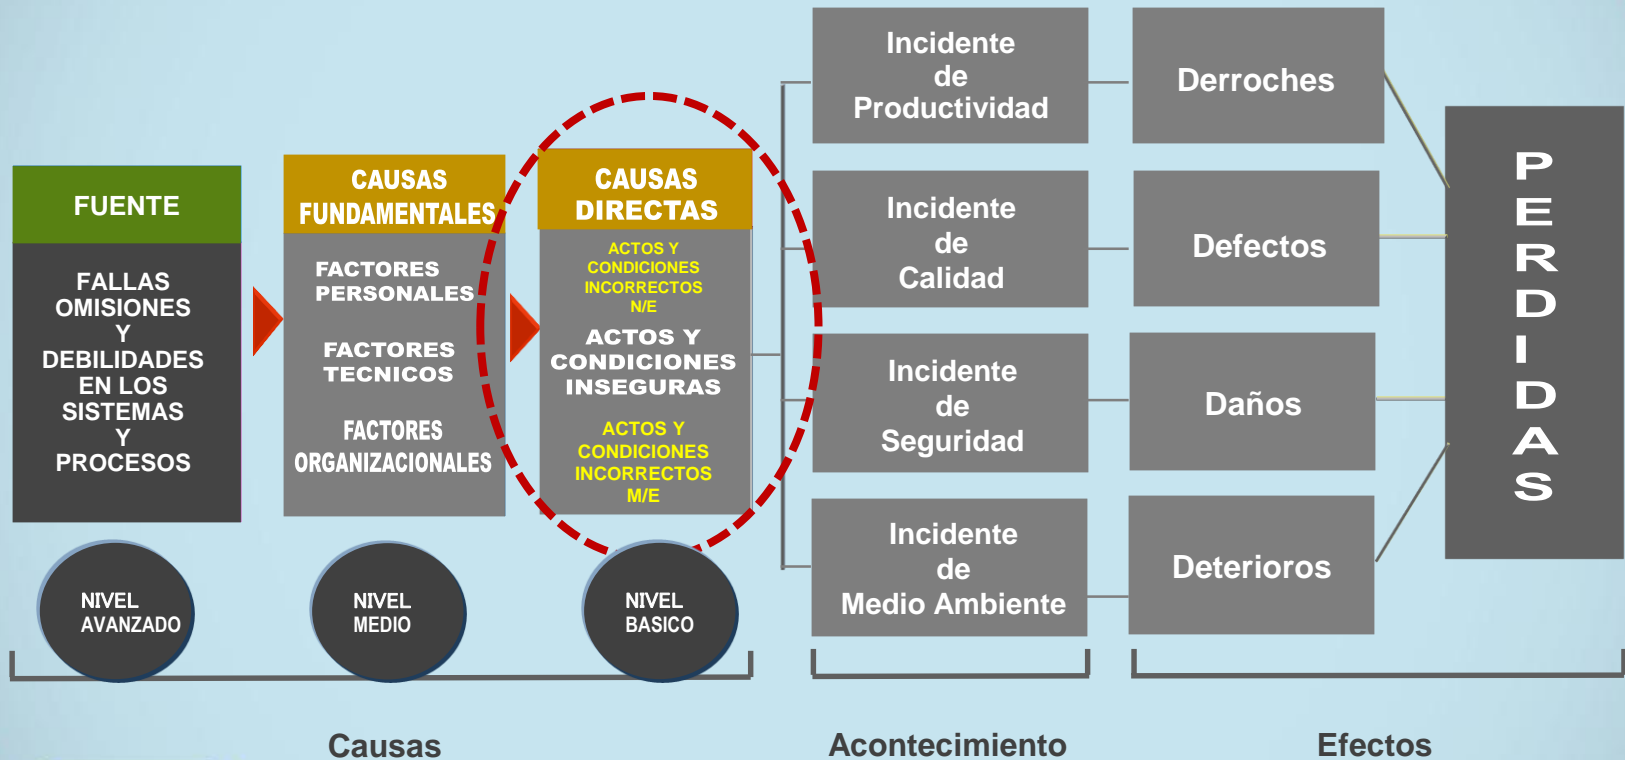 FUENTE
FALLAS
OMISIONES
Y
DEBILIDADES
EN LOS
SISTEMAS
Y
PROCESOS
NIVEL
AVANZADO
CAUSAS
FUNDAMENTALES
FACTORES
PERSONALES
FACTORES
TECNICOS
FACTORES
ORGANIZACIONALES
NIVEL
MEDIO
CAUSAS
DIRECTAS
ACTOS Y
CONDICIONES
INCORRECTOS
N/E
ACTOS Y
CONDICIONES
INSEGURAS
ACTOS Y
CONDICIONES
INCORRECTOS
M/E
NIVEL
BASICO
Causas
Incidente
de
Productividad
Incidente
de
Calidad
Incidente
de
Seguridad
Incidente
de
Medio Ambiente
Acontecimiento
Derroches
Defectos
Daños
Deterioros
PERDIDAS
Efectos